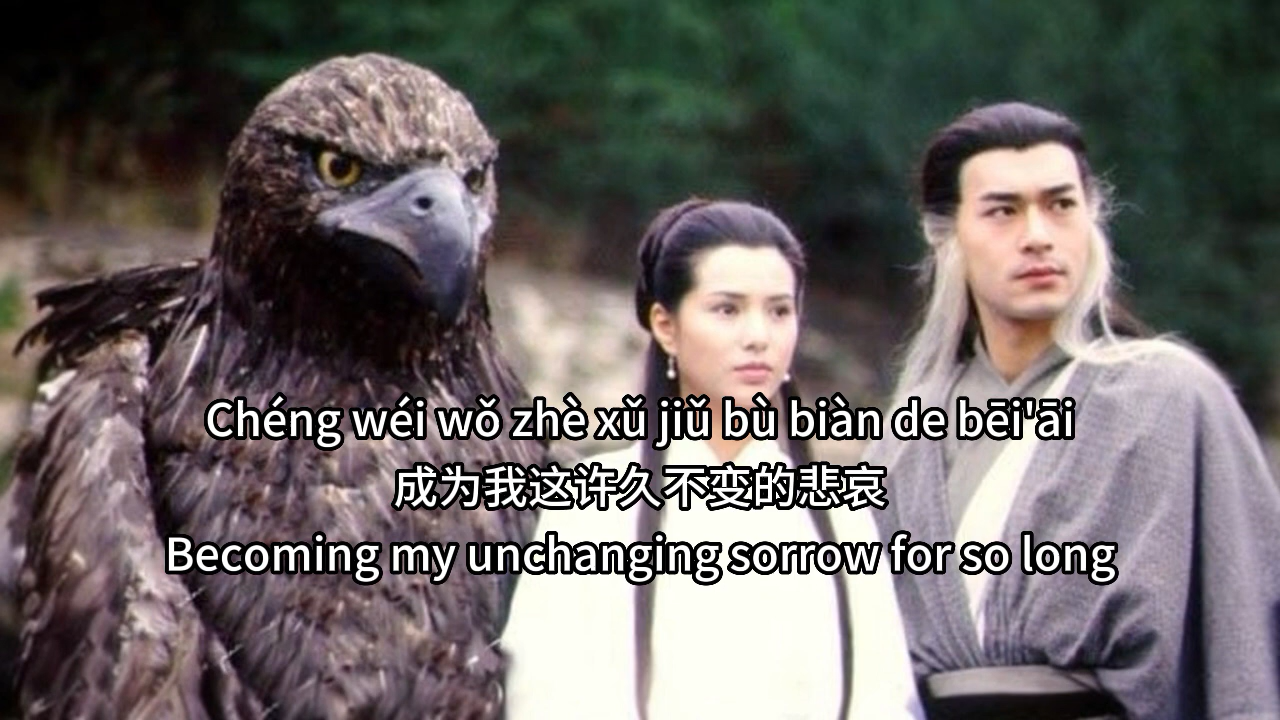 Chéng wéi wǒ zhè xǔ jiǔ bù biàn de bēi'āi
成为我这许久不变的悲哀
Becoming my unchanging sorrow for so long